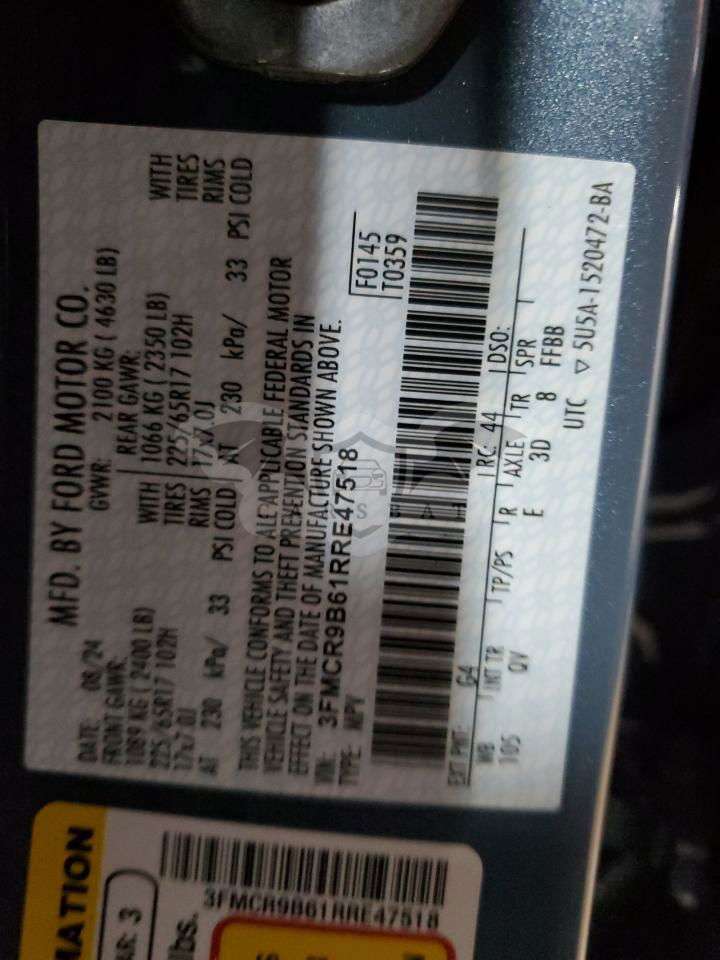 MFD. BY FORD MOTOR CO.
DATE: 08/24 GVWR: 2100 KG ( 4630 LB)
FRONT GAWR: REAR GAWR:
1089 KG ( 2400 LB) WITH 1066 KG ( 2350 LB) WITH
225/65R17 102H TIRES 225/65R17 102H TIRES
17x7.0J RIMS 17x7.0J RIMS
AT 230 kPa/ 33 PSI COLD AT 230 kPa/ 33 PSI COLD
THIS VEHICLE CONFORMS TO ALL APPLICABLE FEDERAL MOTOR
VEHICLE SAFETY AND THEFT PREVENTION STANDARDS IN
EFFECT ON THE DATE OF MANUFACTURE SHOWN ABOVE.
VIN: 3FMCR9B61RRE47518
TYPE: MPV
F0145
T0359
EXT PNT: G4 RC: 44 DSO:
WB INT TR TP/PS R AXLE TR SPR
105 QV E 3D 8 FFBB
UTC ▽ 5U5A-1520472-BA
MATION
AR: 3
lbs.
3FMCR9B61RRE47518